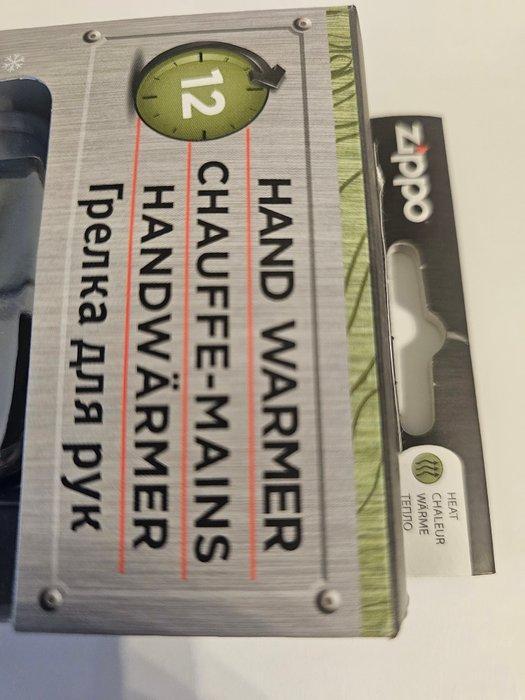 zippo
HEAT
CHALEUR
WÄRME
ТЕПЛО
12
HAND WARMER
CHAUFFE-MAINS
HANDWÄRMER
Грелка для рук